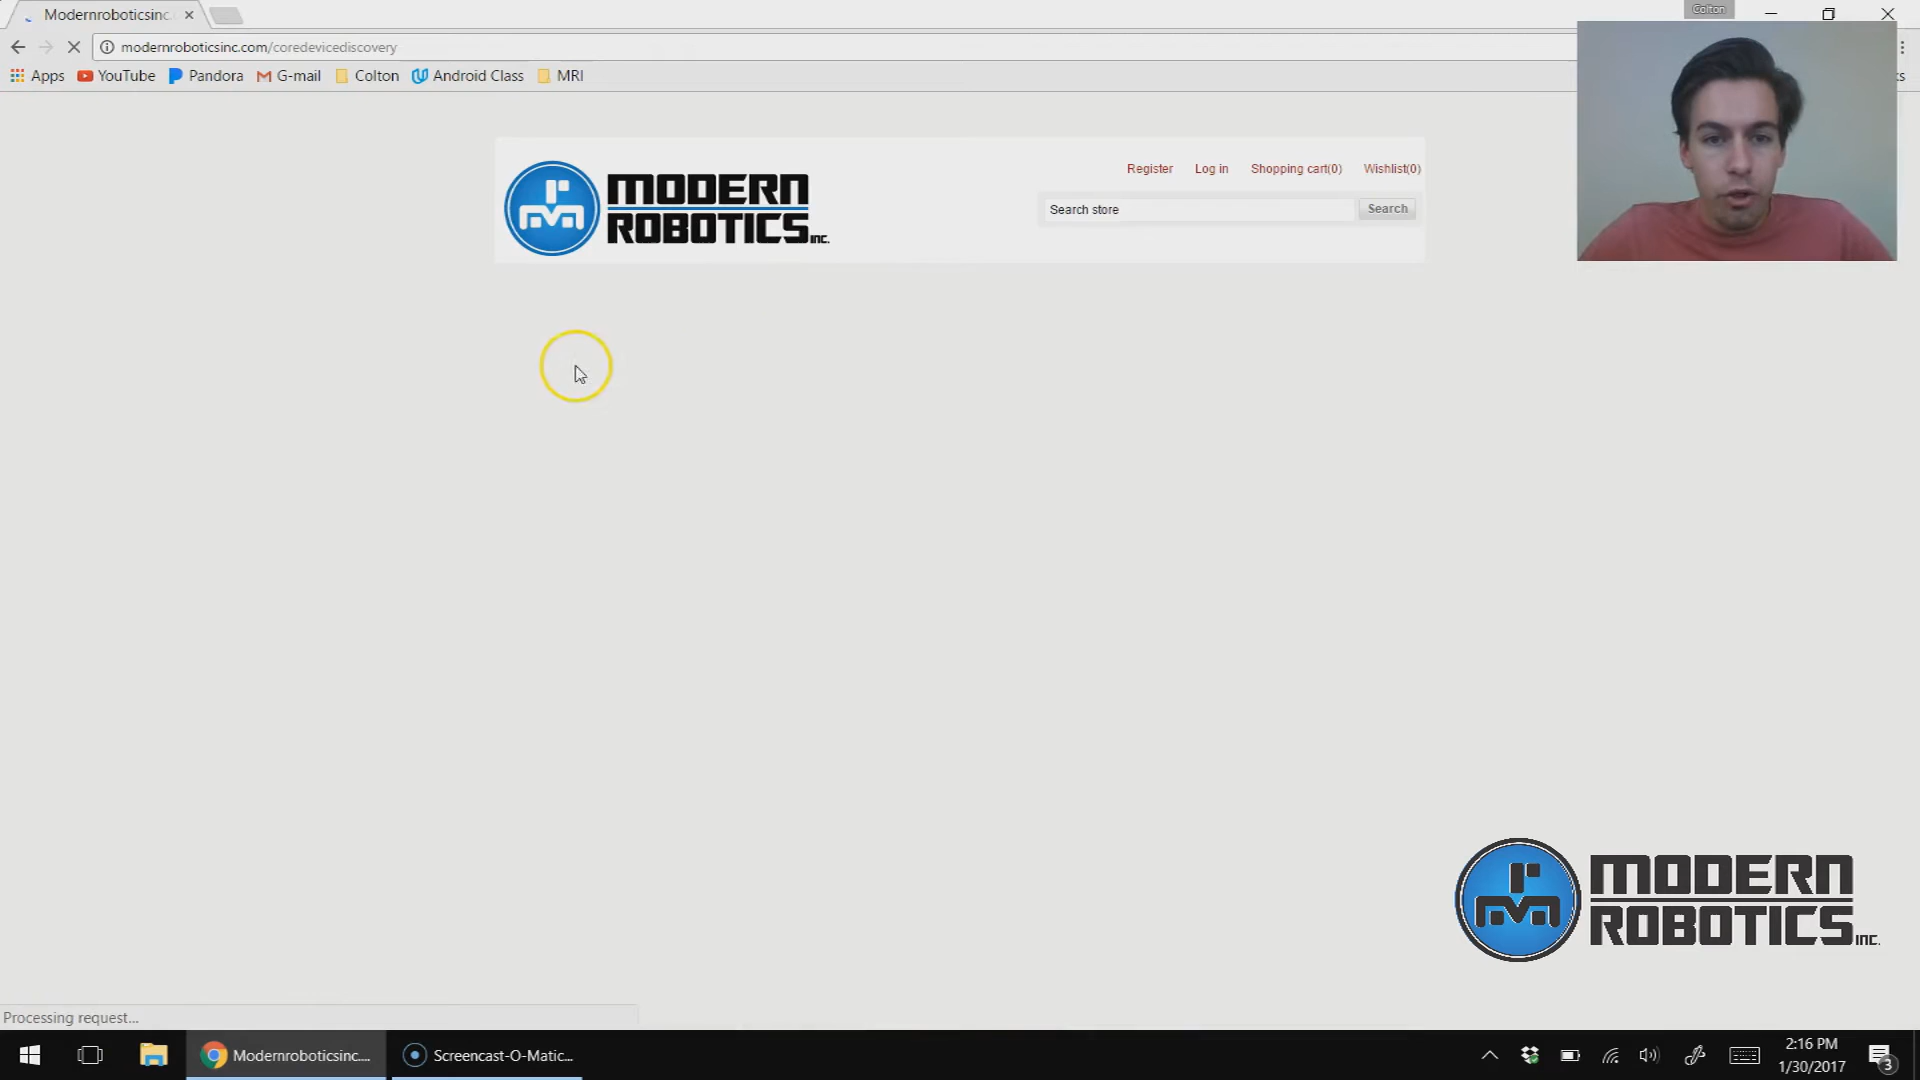 Modernroboticsinc.
Colton
modernroboticsinc.com/coredevicediscovery
Apps YouTube Pandora G-mail Colton Android Class MRI
MODERN
ROBOTICS INC.
Register Log in Shopping cart(0) Wishlist(0)
Search store Search
MODERN
ROBOTICS INC.
Processing request...
Modernroboticsinc.... Screencast-O-Matic...
2:16 PM
1/30/2017
3